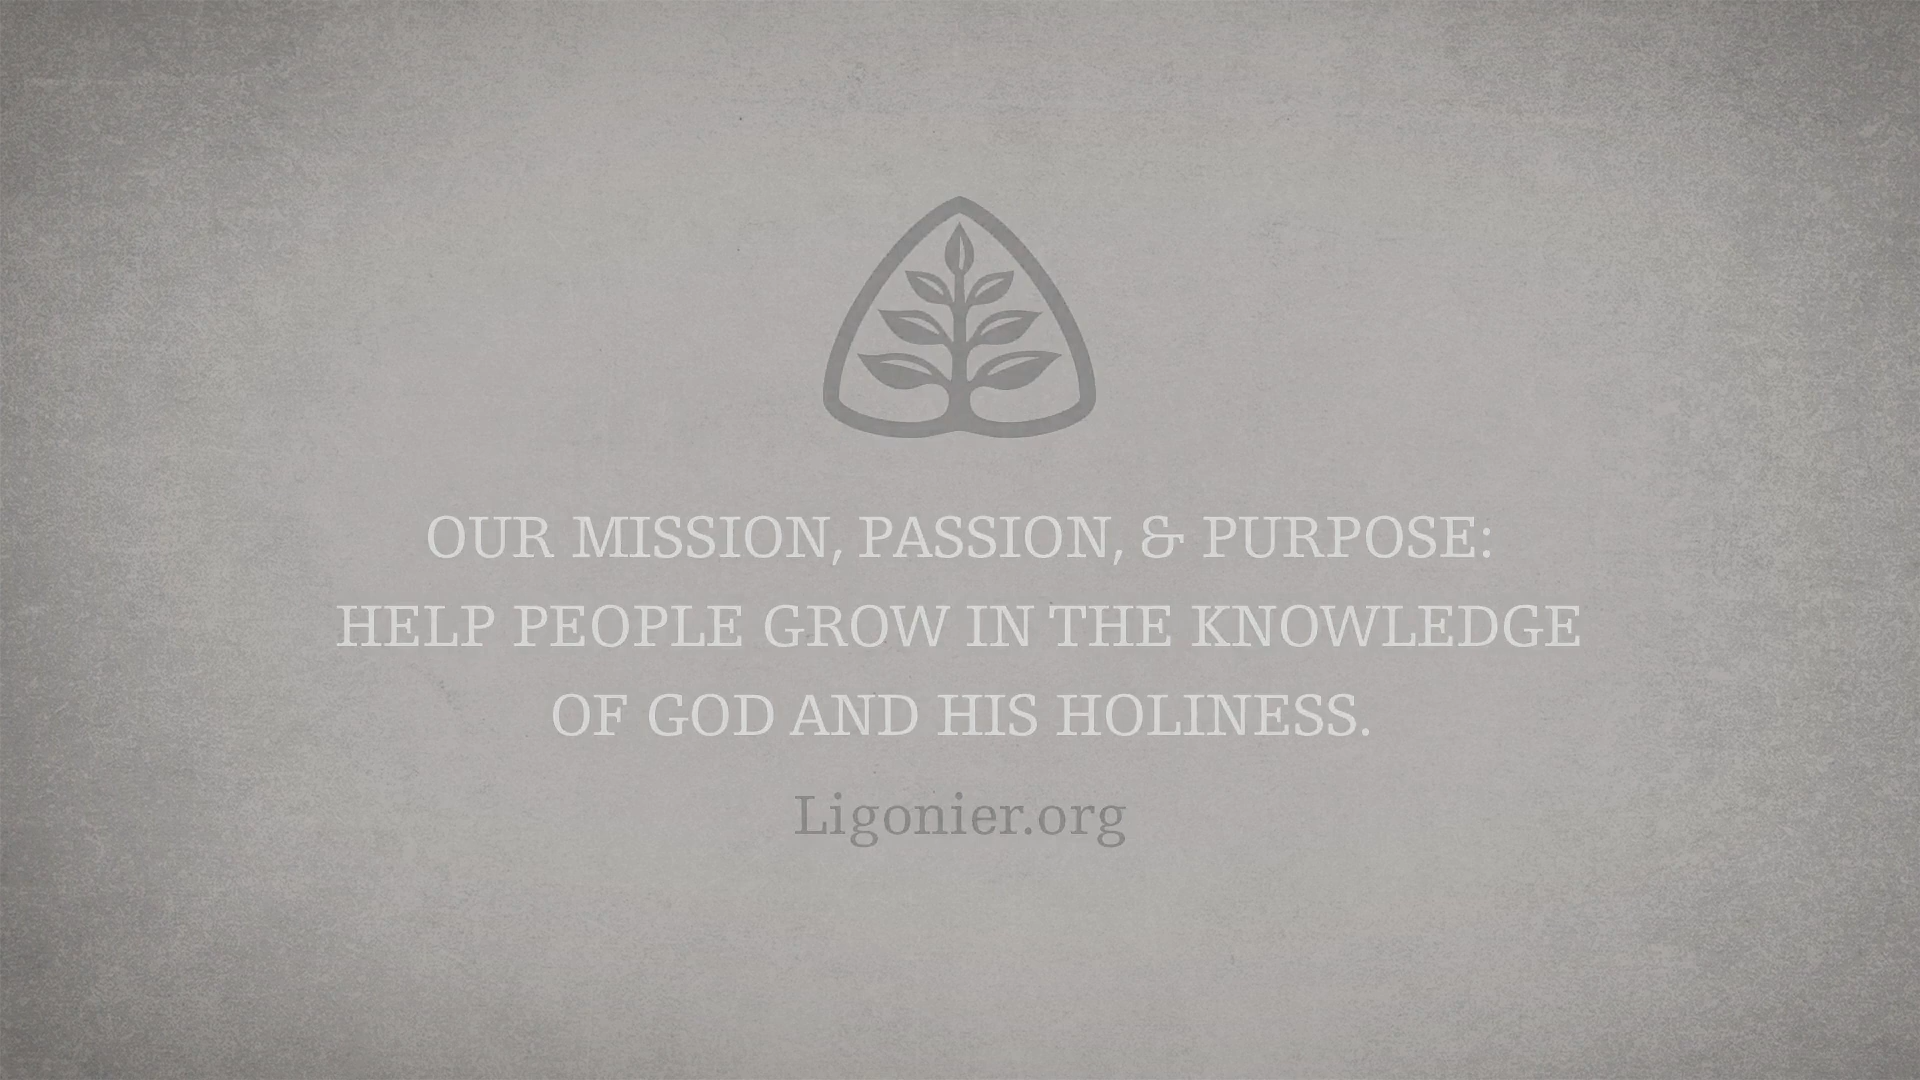 OUR MISSION, PASSION, & PURPOSE:
HELP PEOPLE GROW IN THE KNOWLEDGE
OF GOD AND HIS HOLINESS.
Ligonier.org